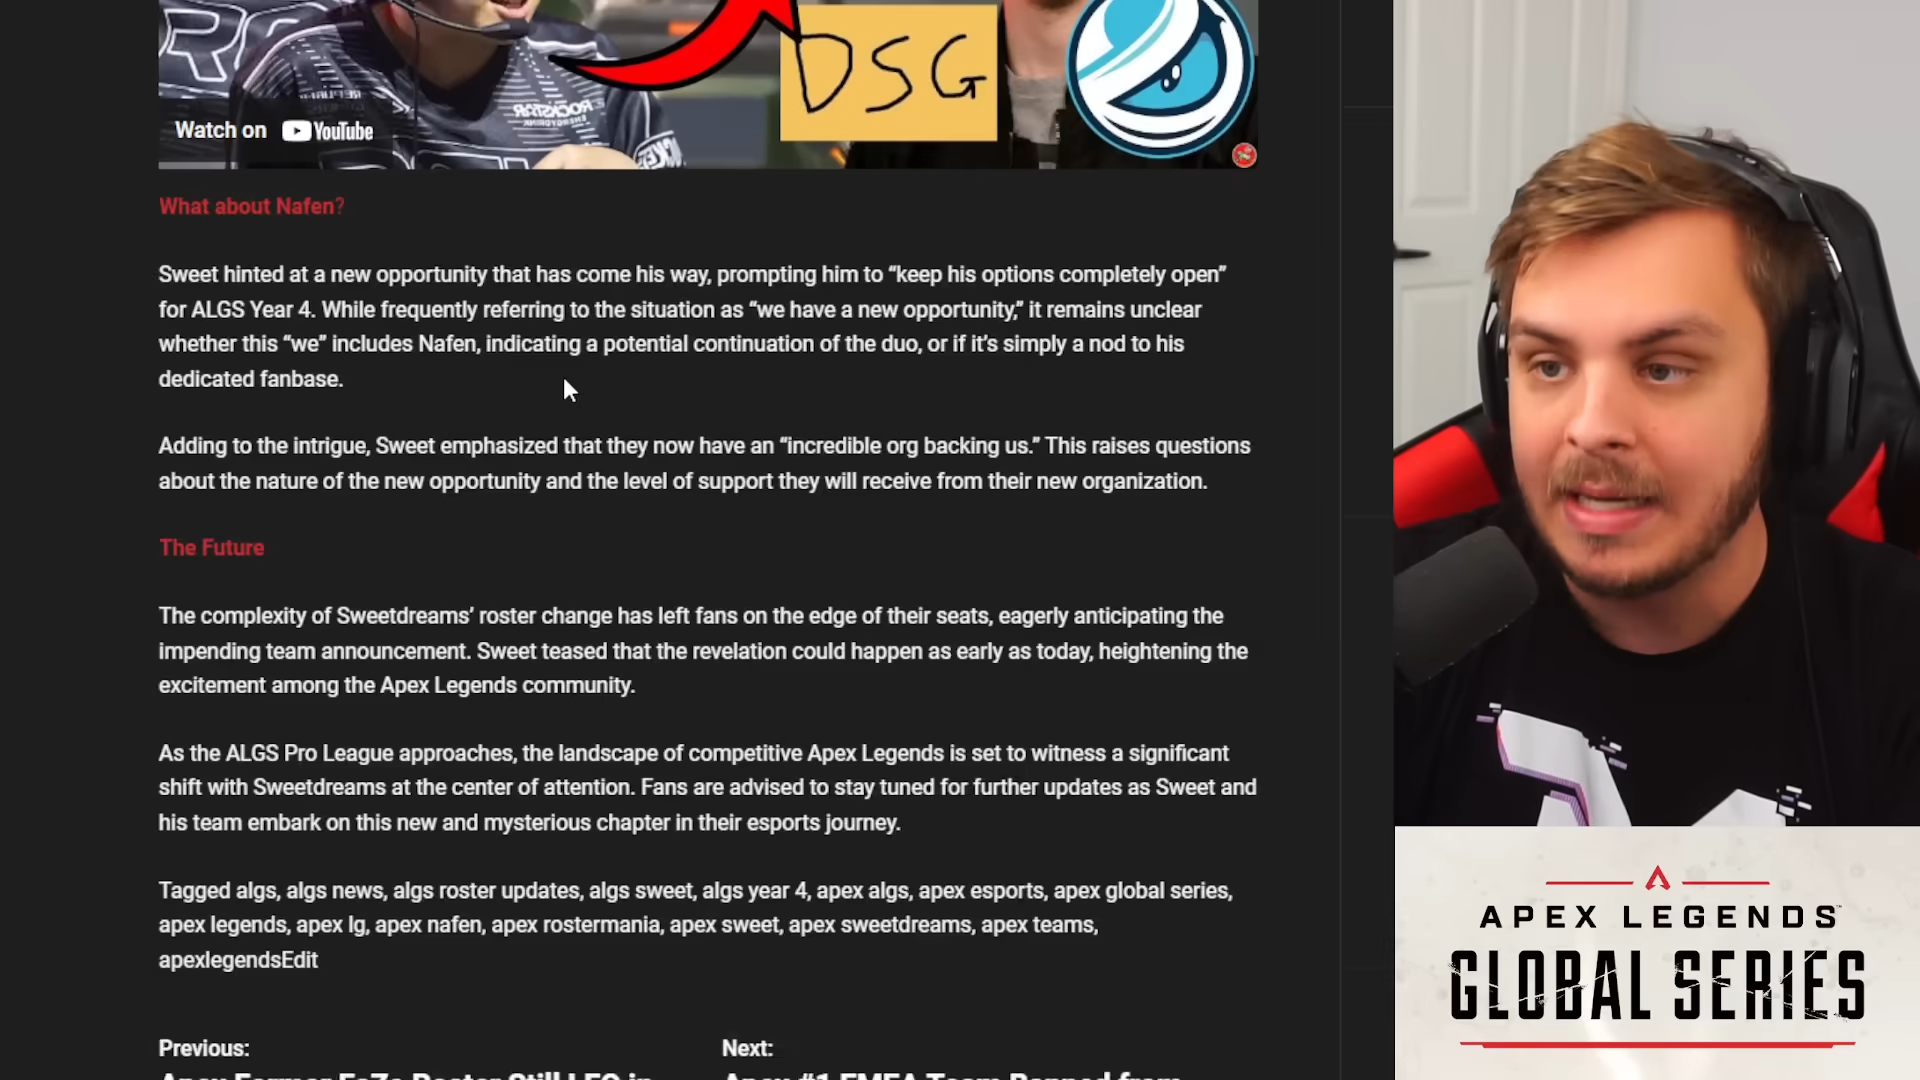 DSG
ROCKSTAR
ENERGY DRINK
Watch on YouTube
What about Nafen?
Sweet hinted at a new opportunity that has come his way, prompting him to “keep his options completely open”
for ALGS Year 4. While frequently referring to the situation as “we have a new opportunity,” it remains unclear
whether this “we” includes Nafen, indicating a potential continuation of the duo, or if it’s simply a nod to his
dedicated fanbase.
Adding to the intrigue, Sweet emphasized that they now have an “incredible org backing us.” This raises questions
about the nature of the new opportunity and the level of support they will receive from their new organization.
The Future
The complexity of Sweetdreams’ roster change has left fans on the edge of their seats, eagerly anticipating the
impending team announcement. Sweet teased that the revelation could happen as early as today, heightening the
excitement among the Apex Legends community.
As the ALGS Pro League approaches, the landscape of competitive Apex Legends is set to witness a significant
shift with Sweetdreams at the center of attention. Fans are advised to stay tuned for further updates as Sweet and
his team embark on this new and mysterious chapter in their esports journey.
Tagged algs, algs news, algs roster updates, algs sweet, algs year 4, apex algs, apex esports, apex global series,
apex legends, apex lg, apex nafen, apex rostermania, apex sweet, apex sweetdreams, apex teams,
apexlegendsEdit
Previous:
Next:
APEX LEGENDS™
GLOBAL SERIES